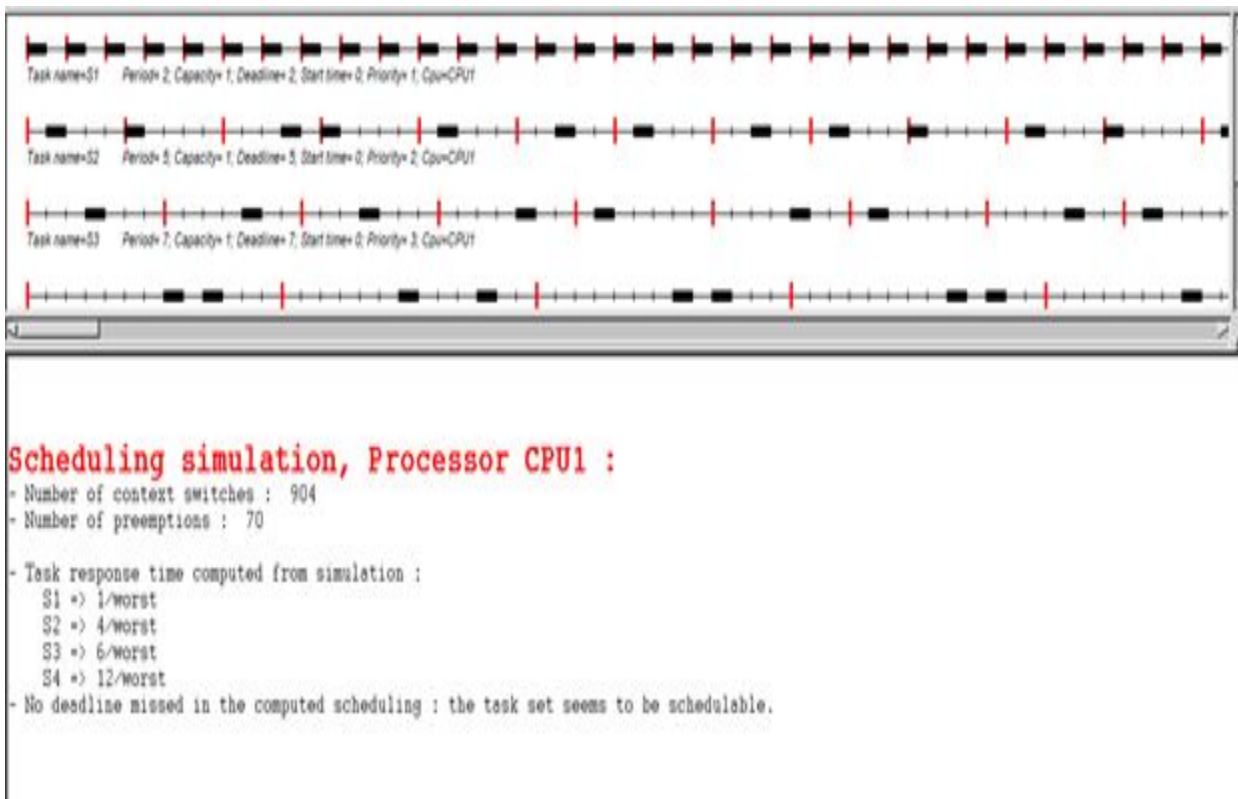 Task name=S1 Period= 2; Capacity= 1; Deadline= 2; Start time= 0; Priority= 1; Cpu=CPU1
Task name=S2 Period= 5; Capacity= 1; Deadline= 5; Start time= 0; Priority= 2; Cpu=CPU1
Task name=S3 Period= 7; Capacity= 1; Deadline= 7; Start time= 0; Priority= 3; Cpu=CPU1
Scheduling simulation, Processor CPU1 :
- Number of context switches : 904
- Number of preemptions : 70
- Task response time computed from simulation :
S1 => 1/worst
S2 => 4/worst
S3 => 6/worst
S4 => 12/worst
- No deadline missed in the computed scheduling : the task set seems to be schedulable.